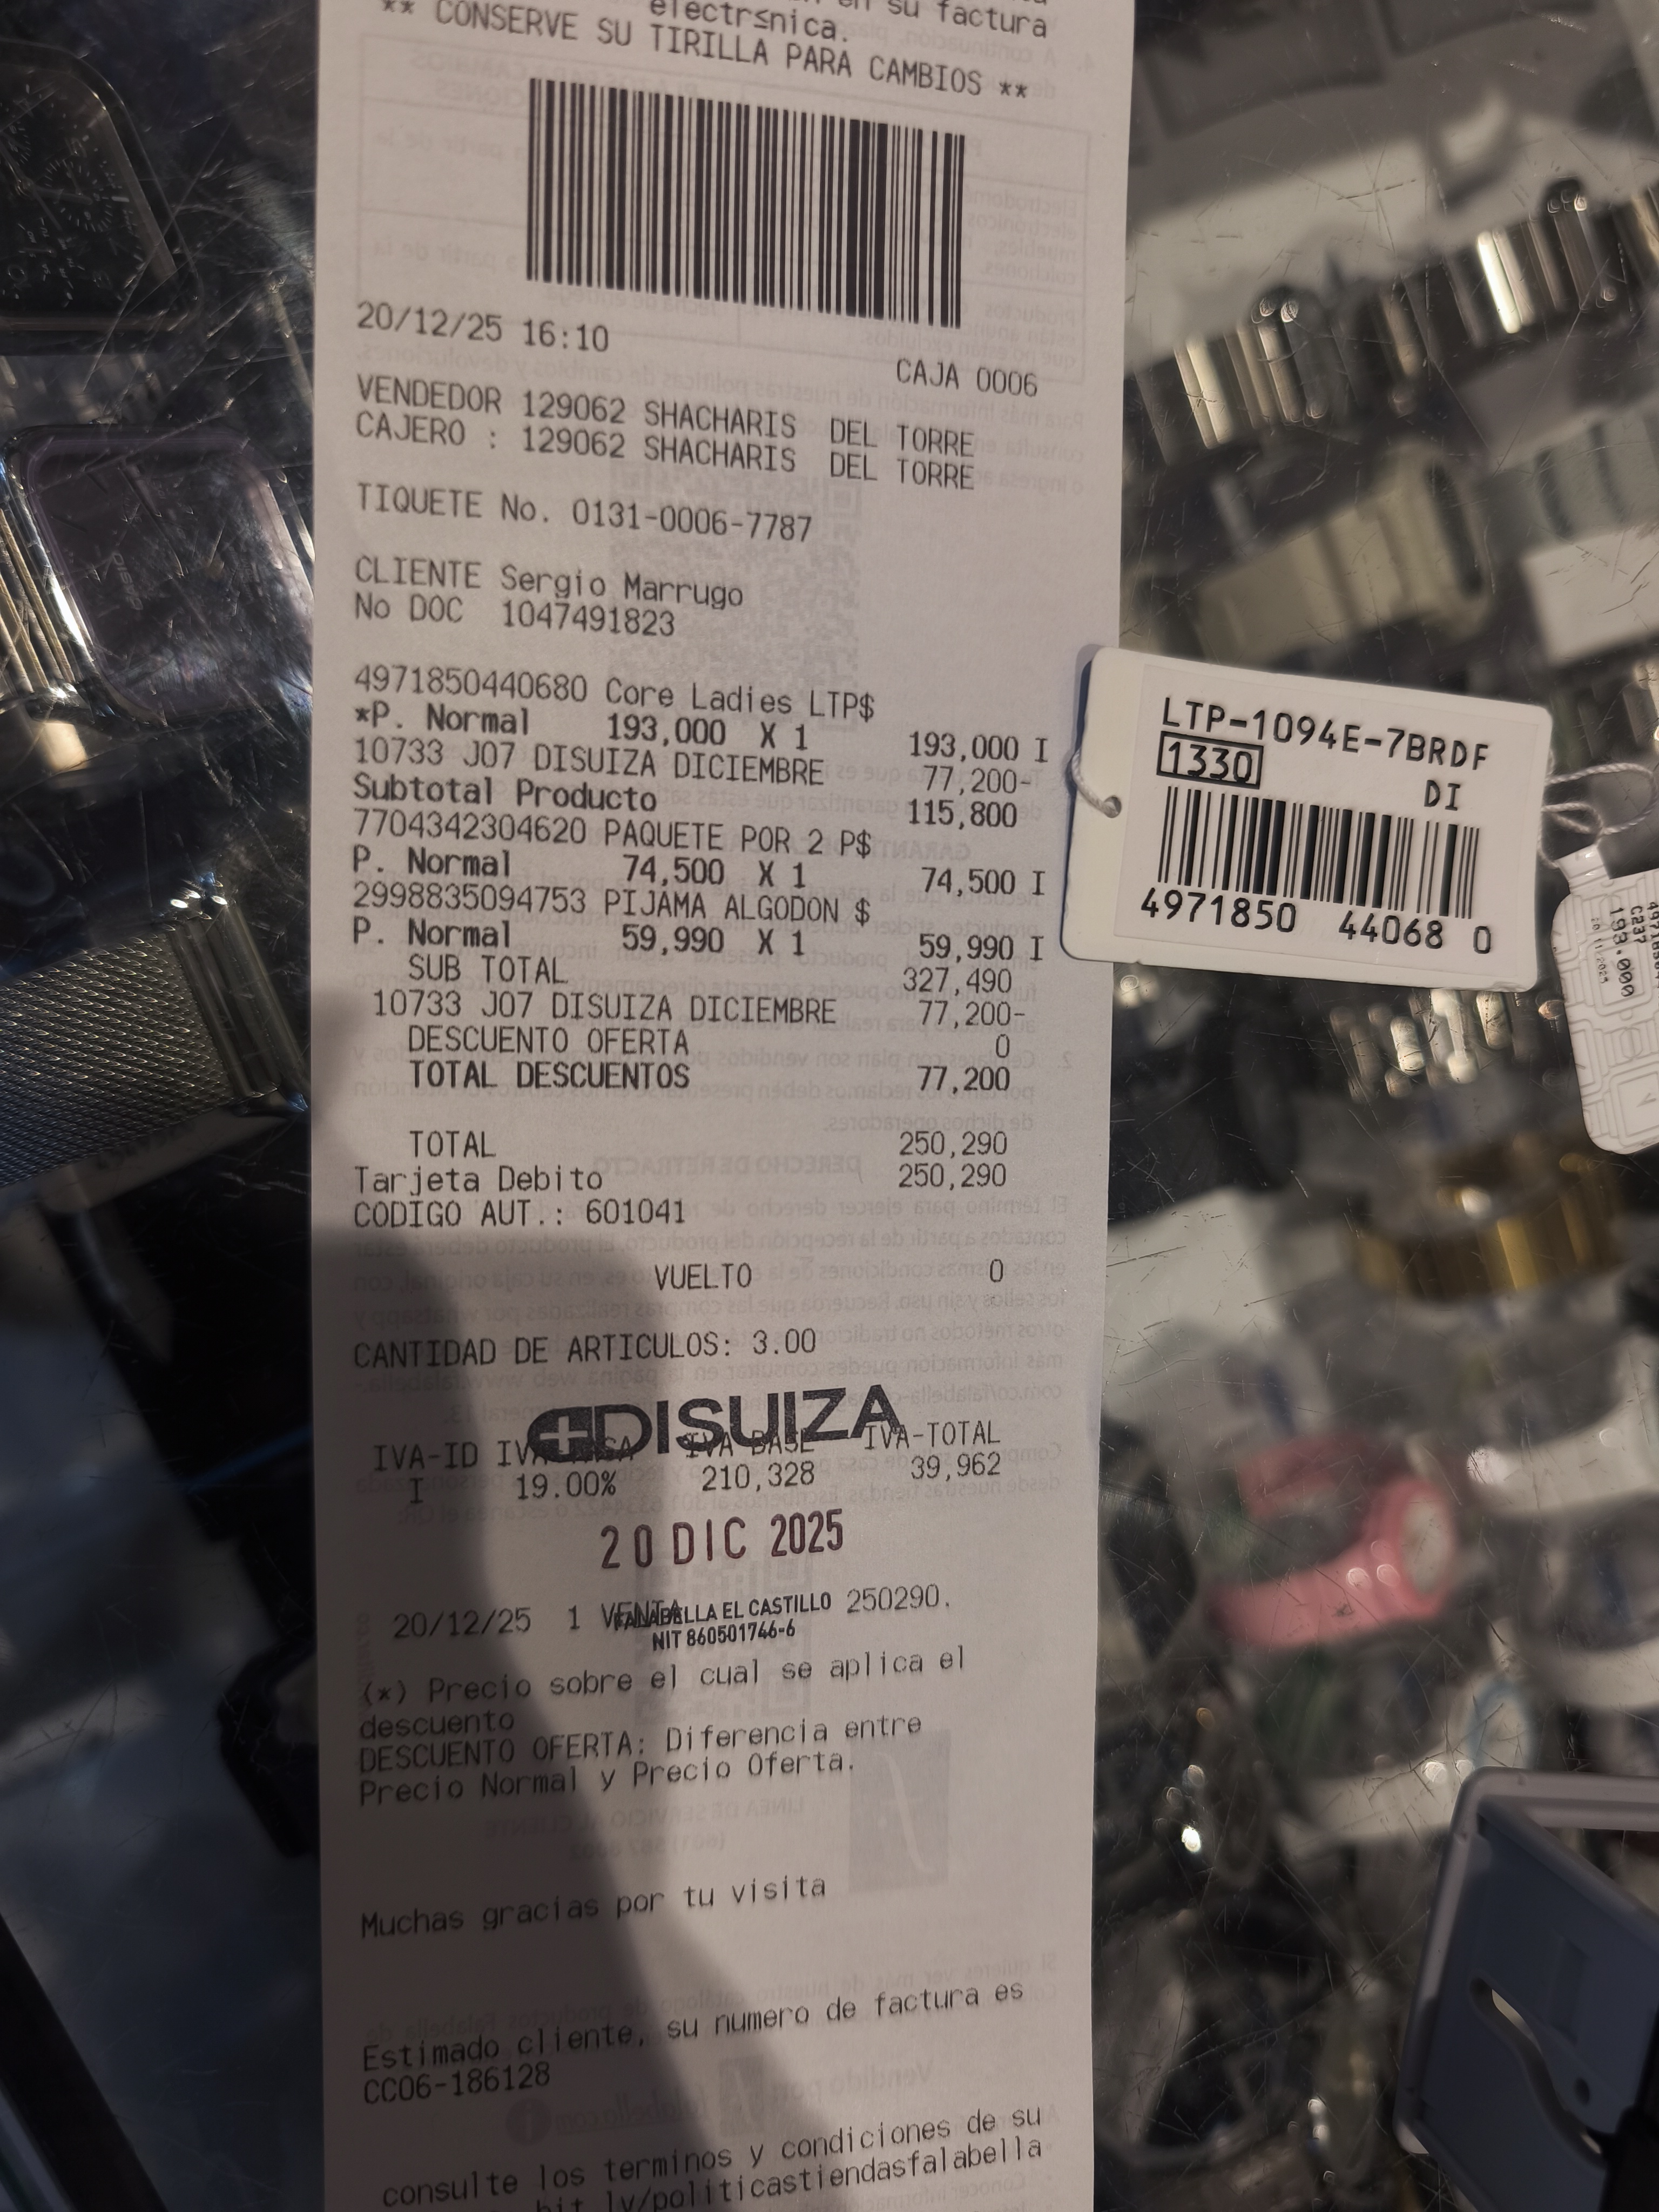 en su factura
electr≤nica.
** CONSERVE SU TIRILLA PARA CAMBIOS **
20/12/25 16:10
CAJA 0006
VENDEDOR 129062 SHACHARIS DEL TORRE
CAJERO : 129062 SHACHARIS DEL TORRE
TIQUETE No. 0131-0006-7787
CLIENTE Sergio Marrugo
No DOC 1047491823
4971850440680 Core Ladies LTP$
*P. Normal 193,000 X 1 193,000 I
10733 J07 DISUIZA DICIEMBRE 77,200-
Subtotal Producto 115,800
7704342304620 PAQUETE POR 2 P$
P. Normal 74,500 X 1 74,500 I
2998835094753 PIJAMA ALGODON $
P. Normal 59,990 X 1 59,990 I
SUB TOTAL 327,490
10733 J07 DISUIZA DICIEMBRE 77,200-
DESCUENTO OFERTA 0
TOTAL DESCUENTOS 77,200
TOTAL 250,290
Tarjeta Debito 250,290
CODIGO AUT.: 601041
VUELTO 0
CANTIDAD DE ARTICULOS: 3.00
DISUIZA
IVA-ID IVA BASE IVA-TOTAL
I 19.00% 210,328 39,962
20 DIC 2025
20/12/25 1 VENTA 250290.
FALABELLA EL CASTILLO
NIT 860501746-6
(*) Precio sobre el cual se aplica el
descuento
DESCUENTO OFERTA: Diferencia entre
Precio Normal y Precio Oferta.
Muchas gracias por tu visita
Estimado cliente, su numero de factura es
CC06-186128
consulte los terminos y condiciones de su
bit.ly/politicastiendasfalabella
LTP-1094E-7BRDF
1330
DI
4971850 44068 0
C237
199.000